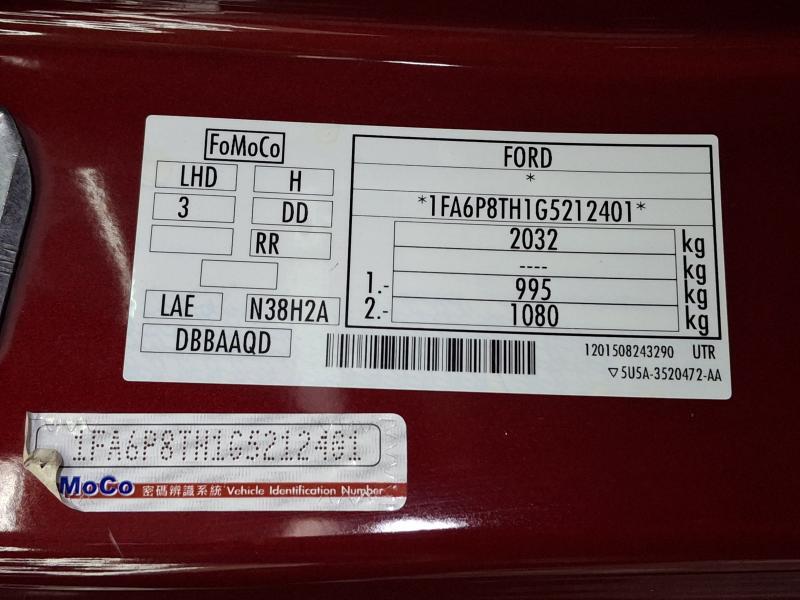 FoMoCo
LHD H
3 DD
RR
LAE N38H2A
DBBAAQD
FORD
*
*1FA6P8TH1G5212401*
2032 kg
---- kg
1.- 995 kg
2.- 1080 kg
1201508243290 UTR
▽5U5A-3520472-AA
1FA6P8TH1G5212401
MoCo 密碼辨識系統 Vehicle Identification Number